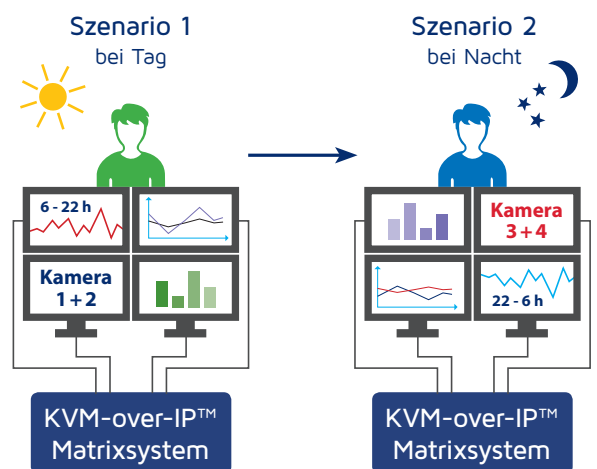 Szenario 1
bei Tag
6 - 22 h
Kamera
1 + 2
KVM-over-IP™
Matrixsystem
Szenario 2
bei Nacht
Kamera
3 + 4
22 - 6 h
KVM-over-IP™
Matrixsystem